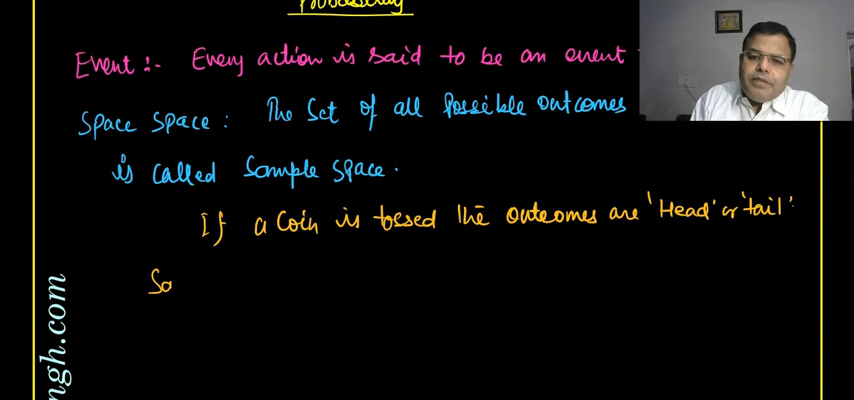 Probability
Event :- Every action is said to be an event
Space Space : The Set of all Possible Outcomes
is called Sample Space.
If a Coin is tossed the outcomes are 'Head' or 'tail'.
So
ngh.com